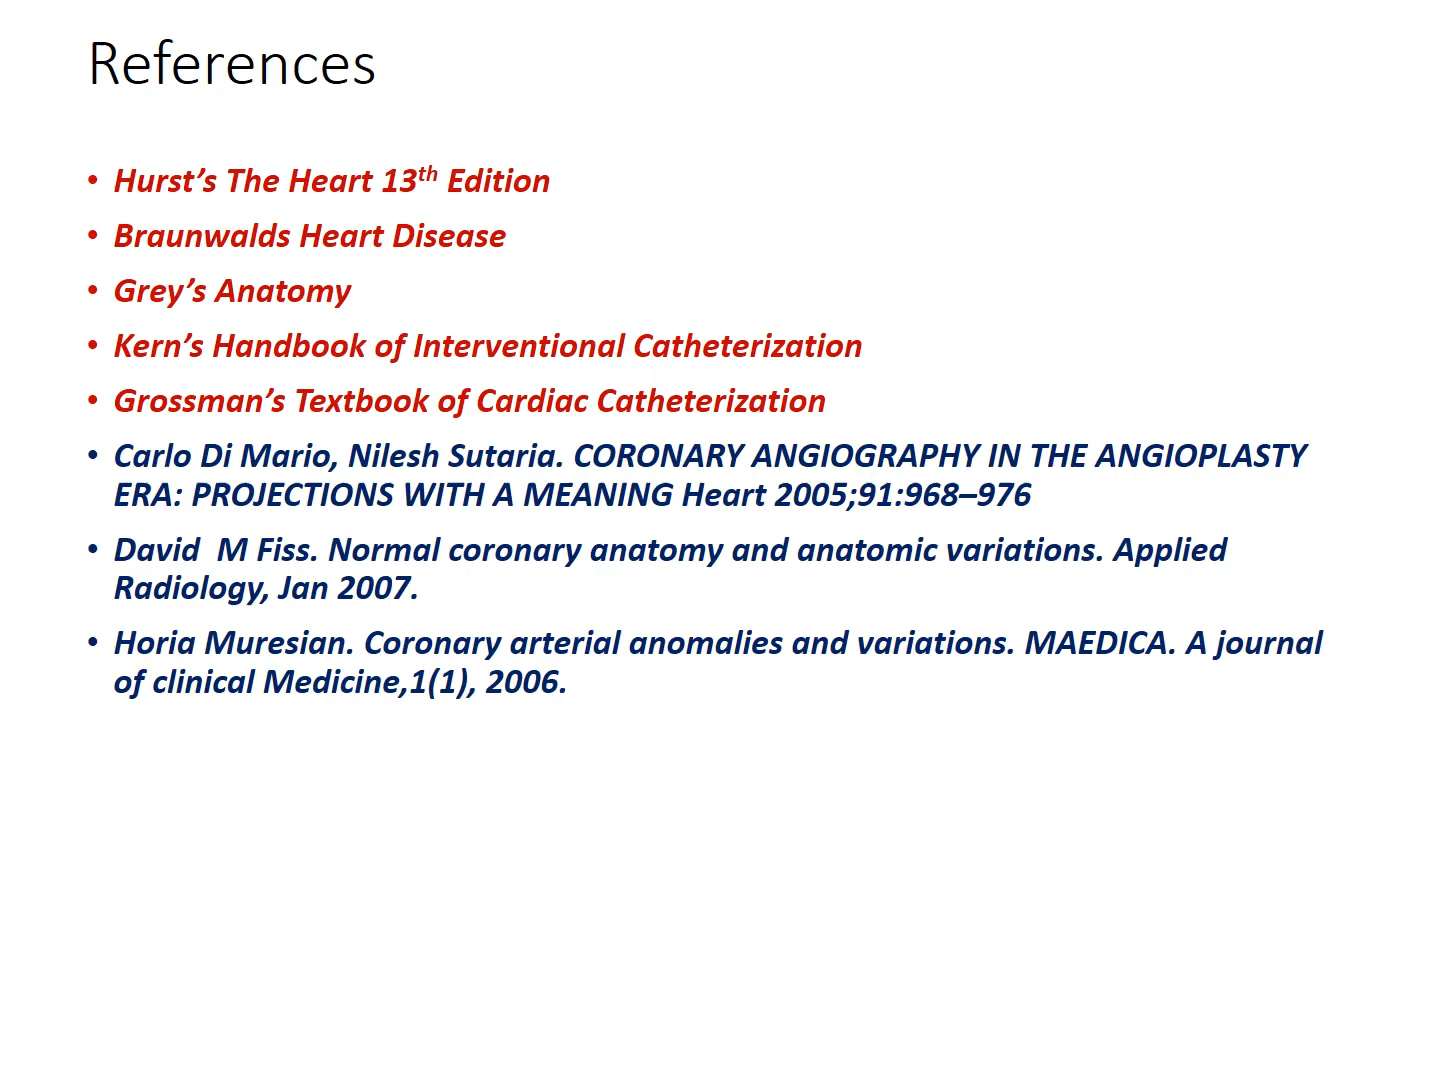 References
• Hurst’s The Heart 13th Edition
• Braunwalds Heart Disease
• Grey’s Anatomy
• Kern’s Handbook of Interventional Catheterization
• Grossman’s Textbook of Cardiac Catheterization
• Carlo Di Mario, Nilesh Sutaria. CORONARY ANGIOGRAPHY IN THE ANGIOPLASTY
ERA: PROJECTIONS WITH A MEANING Heart 2005;91:968–976
• David  M Fiss. Normal coronary anatomy and anatomic variations. Applied
Radiology, Jan 2007.
• Horia Muresian. Coronary arterial anomalies and variations. MAEDICA. A journal
of clinical Medicine,1(1), 2006.